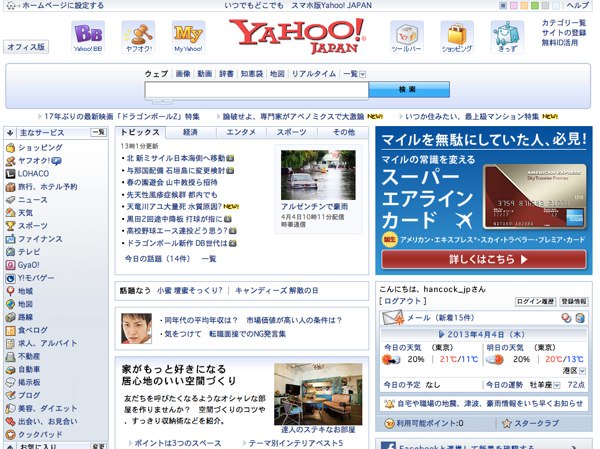 ホームページに設定する
いつでもどこでも スマホ版Yahoo! JAPAN
ヘルプ
オフィス版
Yahoo! BB
ヤフオク!
My Yahoo!
YAHOO!
JAPAN
ツールバー
ショッピング
きっず
カテゴリ一覧
サイトの登録
無料ID活用
ウェブ | 画像 | 動画 | 辞書 | 知恵袋 | 地図 | リアルタイム | 一覧
検索
17年ぶりの最新映画「ドラゴンボールZ」特集
論破せよ、専門家がアベノミクスで大激論 NEW!
いつか住みたい、最上級マンション特集 NEW!
主なサービス 一覧
ショッピング
ヤフオク!
LOHACO
旅行、ホテル予約
ニュース
天気
スポーツ
ファイナンス
テレビ
GyaO!
Y!モバゲー
地域
地図
路線
食べログ
求人、アルバイト
不動産
自動車
掲示板
ブログ
美容、ダイエット
出会い、お見合い
クックパッド
お気に入り 変更
トピックス 経済 エンタメ スポーツ その他
13時1分更新
北 新ミサイル日本海側へ移動
与那国配備 石垣島に変更検討
春の園遊会 山中教授ら招待
先天性風疹症候群 都内でも
天竜川アユ大量死 水質原因? NEW!
黒田2回途中降板 打球が指に
高校野球エース連投どう思う?
ドラゴンボール新作 DB世代は
今日の話題(14件) 一覧
アルゼンチンで豪雨
4月4日10時11分配信
時事通信
話題なう 小蜜 壇蜜そっくり? | キャンディーズ 解散の日
同年代の平均年収は? 市場価値が高い人の条件は?
気をつけて 転職面接でのNG発言集
家がもっと好きになる
居心地のいい空間づくり
友だちを呼びたくなるようなオシャレな部
屋を作りませんか? 空間づくりのコツや
、すっきり収納術などを紹介。
達人のステキなお部屋
ポイントは3つのスペース
テーマ別インテリアベスト5
マイルを無駄にしていた人、必見!
マイルの常識を変える
スーパー
エアライン
カード
AMERICAN EXPRESS
SkyTraveler Premier
誕生 アメリカン・エキスプレス・スカイ・トラベラー・プレミア・カード
詳しくはこちら
こんにちは、hancock_jpさん
[ ログアウト ]
ログイン履歴 登録情報
メール(新着15件)
2013年4月4日(木)
今日の天気 (東京)
20% 21℃/11℃
明日の天気 (東京)
20% 20℃/13℃
港区
今日の予定 なし
今日の運勢 牡羊座 72点
自宅や職場の地震、津波、豪雨情報をいち早くお知らせ
利用可能ポイント:0
スタークラブ
Facebookと連携して新着を確認する